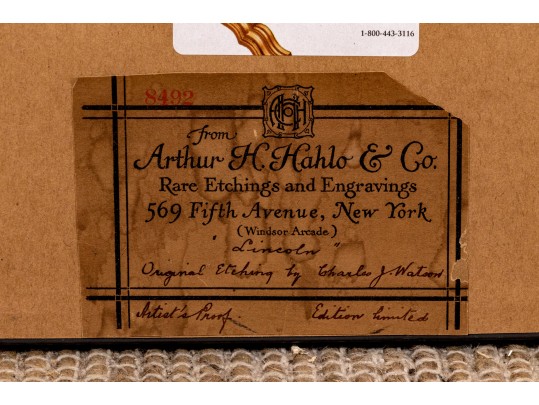 1-800-443-3116
8492
AHH
from
Arthur H. Hahlo & Co.
Rare Etchings and Engravings
569 Fifth Avenue, New York
(Windsor Arcade)
"Lincoln"
Original Etching by Charles J Watson
Artist's Proof. Edition Limited